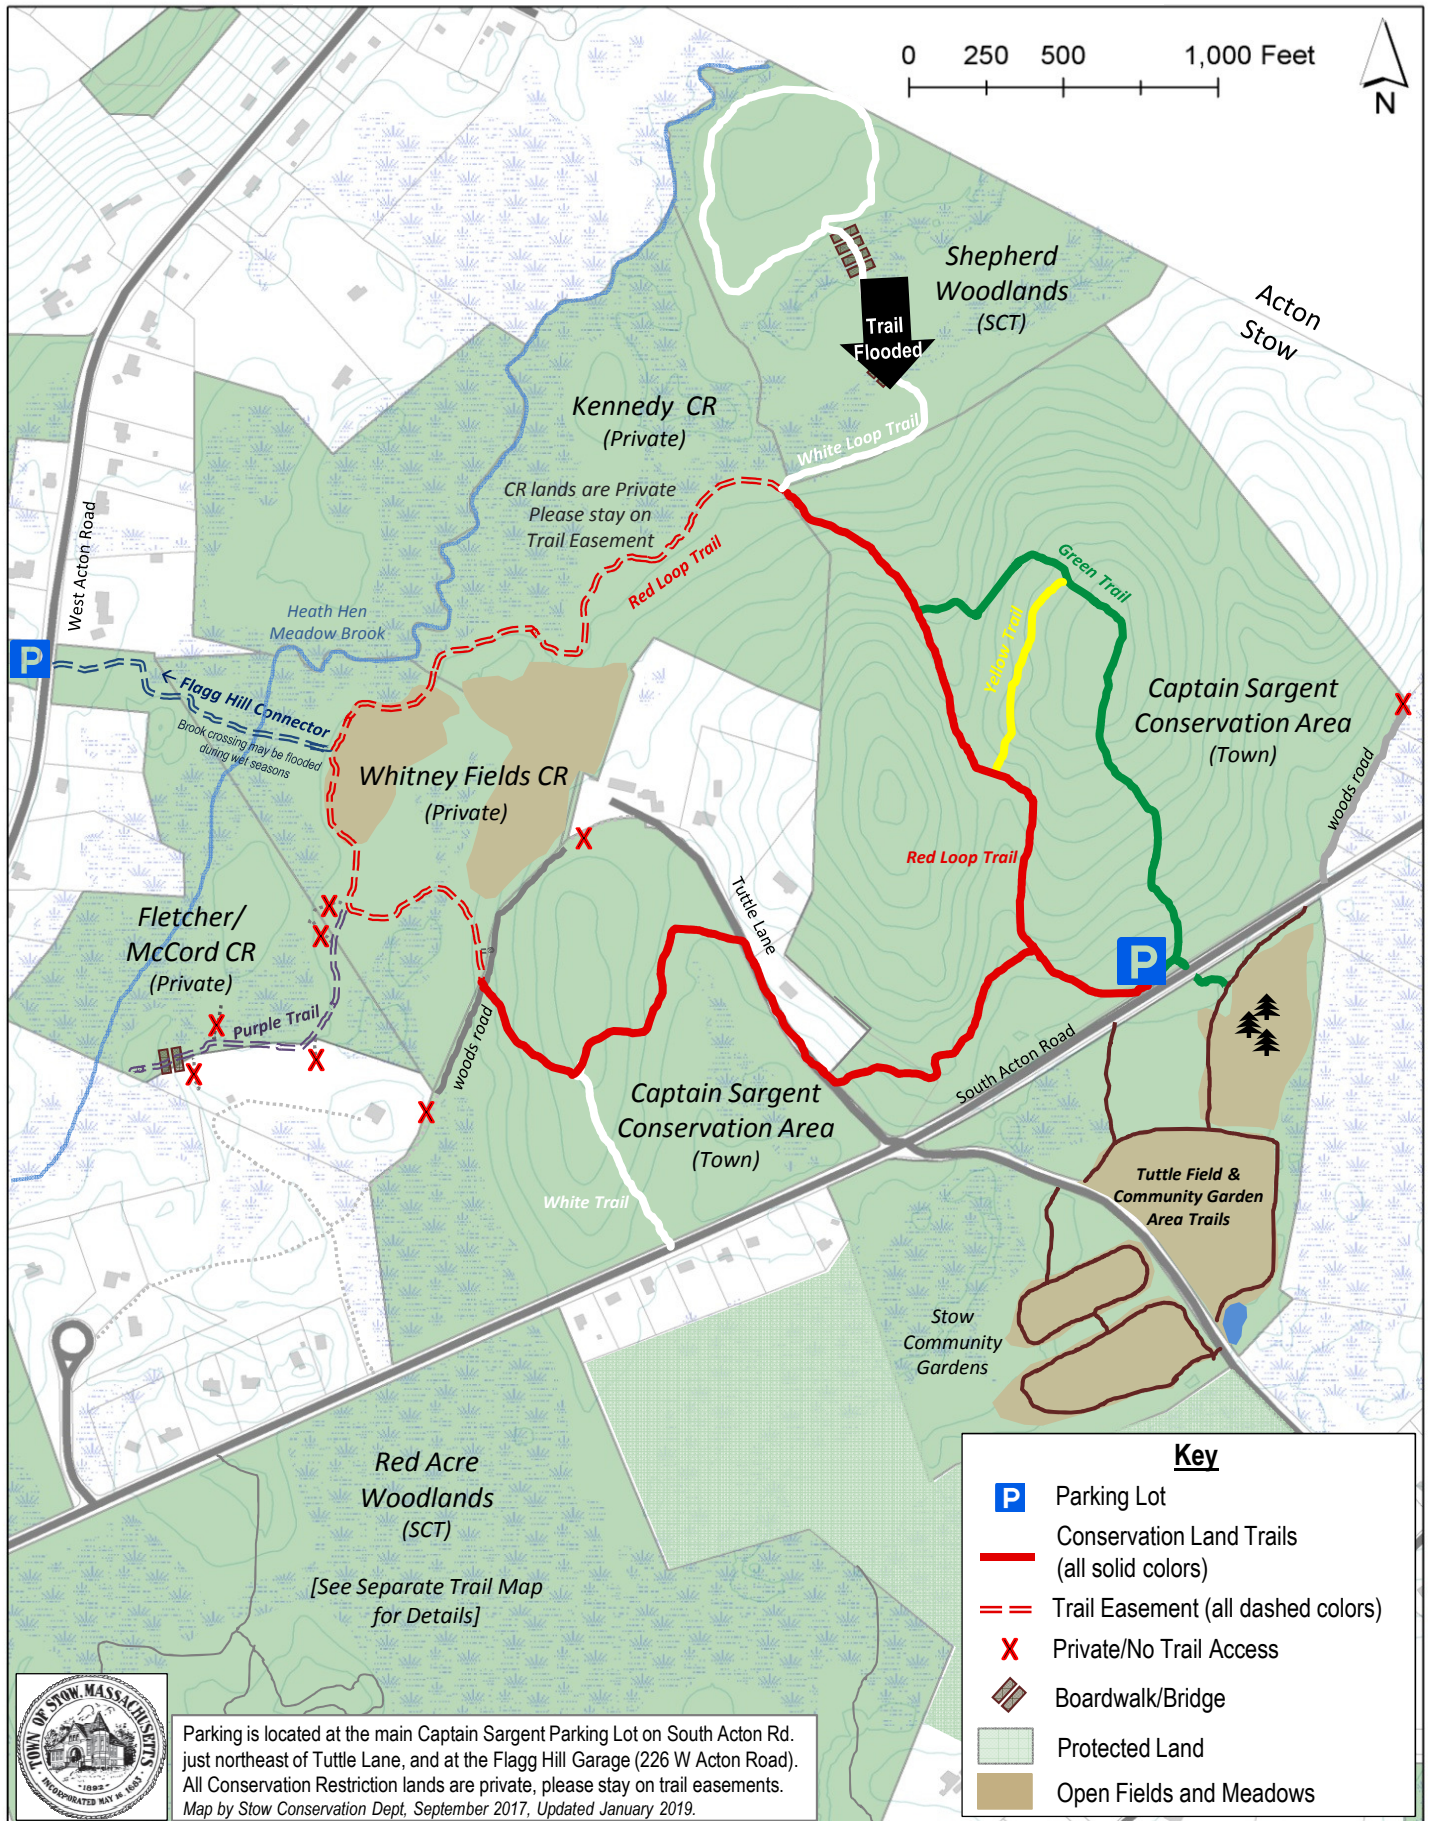 0 250 500 1,000 Feet
N
Shepherd
Woodlands
(SCT)
Acton
Stow
Trail
Flooded
Kennedy CR
(Private)
White Loop Trail
CR lands are Private
Please stay on
Trail Easement
Red Loop Trail
West Acton Road
Green Trail
Heath Hen
Meadow Brook
Yellow Trail
P
← Flagg Hill Connector
Brook crossing may be flooded
during wet seasons
Captain Sargent
Conservation Area
(Town)
X
Whitney Fields CR
(Private)
woods road
X
Red Loop Trail
Tuttle Lane
Fletcher/
McCord CR
(Private)
X
X
P
X
Purple Trail
X
X
woods road
X
South Acton Road
Captain Sargent
Conservation Area
(Town)
Tuttle Field &
Community Garden
Area Trails
White Trail
Stow
Community
Gardens
Red Acre
Woodlands
(SCT)
[See Separate Trail Map
for Details]
Key
P Parking Lot
Conservation Land Trails
(all solid colors)
Trail Easement (all dashed colors)
X Private/No Trail Access
Boardwalk/Bridge
Protected Land
Open Fields and Meadows
TOWN OF STOW, MASSACHUSETTS
-1892-
INCORPORATED MAY 16, 1683
Parking is located at the main Captain Sargent Parking Lot on South Acton Rd.
just northeast of Tuttle Lane, and at the Flagg Hill Garage (226 W Acton Road).
All Conservation Restriction lands are private, please stay on trail easements.
Map by Stow Conservation Dept, September 2017, Updated January 2019.